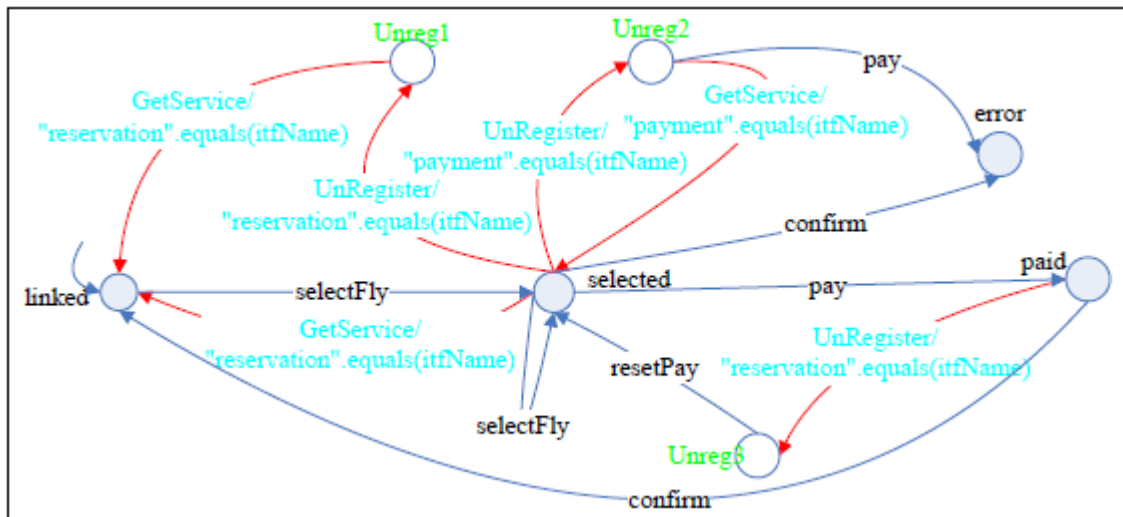 Unreg1
Unreg2
pay
GetService/
"reservation".equals(itfName)
GetService/
"payment".equals(itfName)
error
UnRegister/
"payment".equals(itfName)
UnRegister/
"reservation".equals(itfName)
confirm
linked
selectFly
selected
pay
paid
GetService/
"reservation".equals(itfName)
UnRegister/
"reservation".equals(itfName)
resetPay
selectFly
Unreg3
confirm